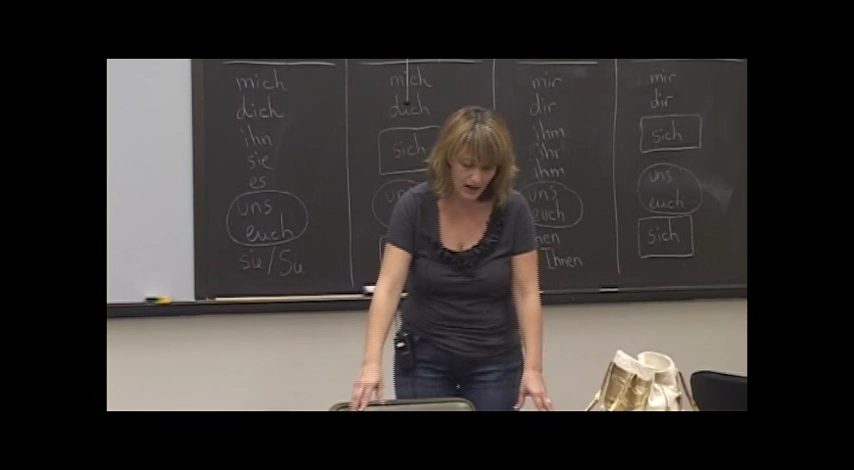 mich
dich
ihn
sie
es
uns
euch
sie/Sie
mich
dich
sich
uns
mir
dir
ihm
ihr
ihm
uns
euch
Ihnen
mir
dir
sich
uns
euch
sich